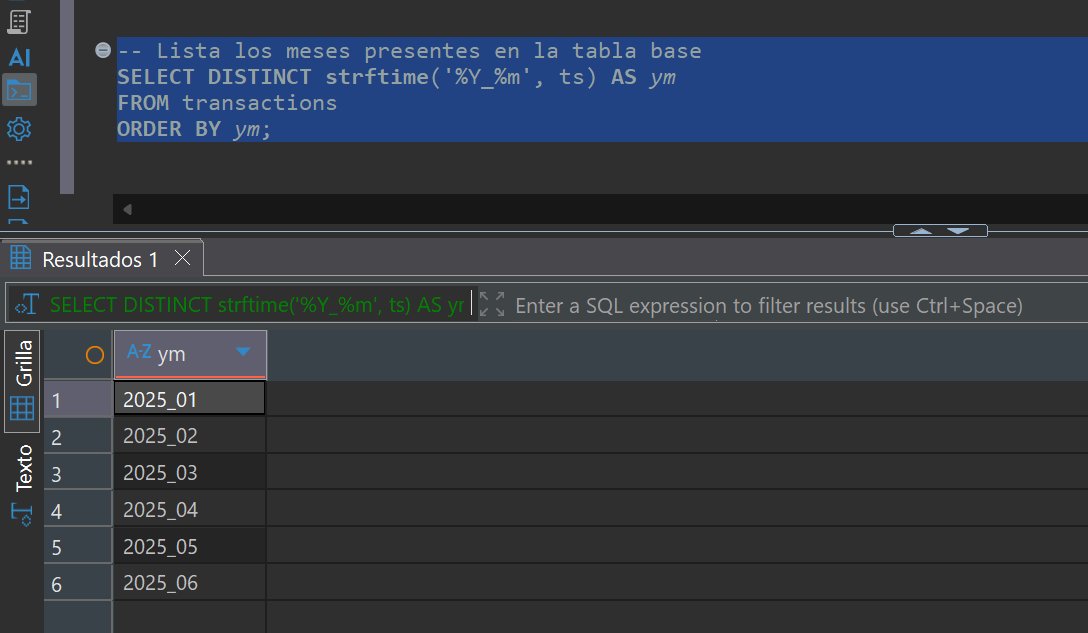 AI
-- Lista los meses presentes en la tabla base
SELECT DISTINCT strftime('%Y_%m', ts) AS ym
FROM transactions
ORDER BY ym;
Resultados 1
SELECT DISTINCT strftime('%Y_%m', ts) AS yr
Enter a SQL expression to filter results (use Ctrl+Space)
Grilla
Texto
A-Z ym
1 2025_01
2 2025_02
3 2025_03
4 2025_04
5 2025_05
6 2025_06